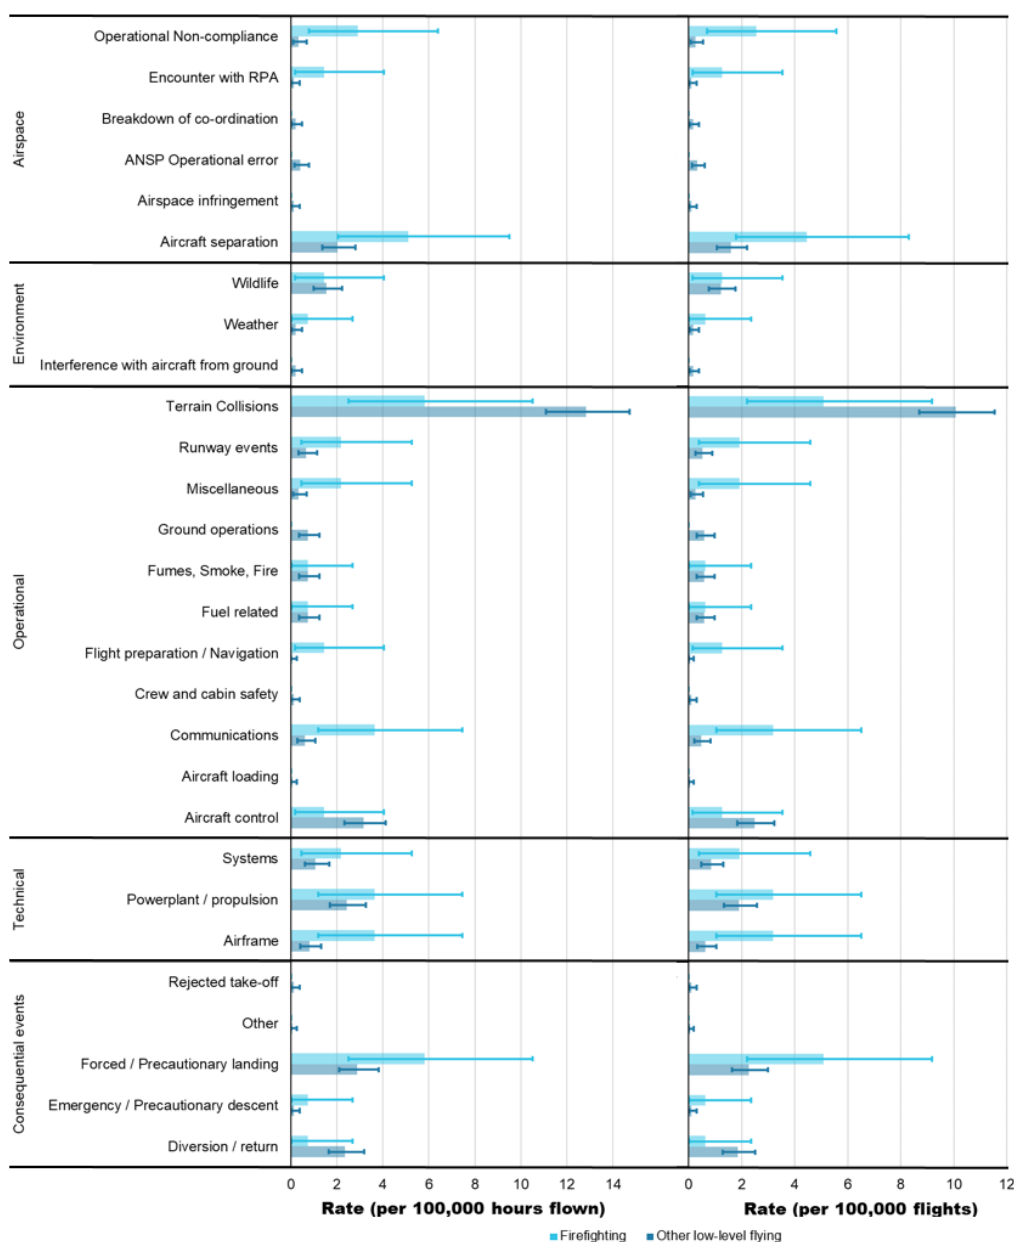 Airspace
Operational Non-compliance
Encounter with RPA
Breakdown of co-ordination
ANSP Operational error
Airspace infringement
Aircraft separation
Environment
Wildlife
Weather
Interference with aircraft from ground
Operational
Terrain Collisions
Runway events
Miscellaneous
Ground operations
Fumes, Smoke, Fire
Fuel related
Flight preparation / Navigation
Crew and cabin safety
Communications
Aircraft loading
Aircraft control
Technical
Systems
Powerplant / propulsion
Airframe
Consequential events
Rejected take-off
Other
Forced / Precautionary landing
Emergency / Precautionary descent
Diversion / return
0 2 4 6 8 10 12 14
0 2 4 6 8 10 12
Rate (per 100,000 hours flown)
Rate (per 100,000 flights)
Firefighting
Other low-level flying